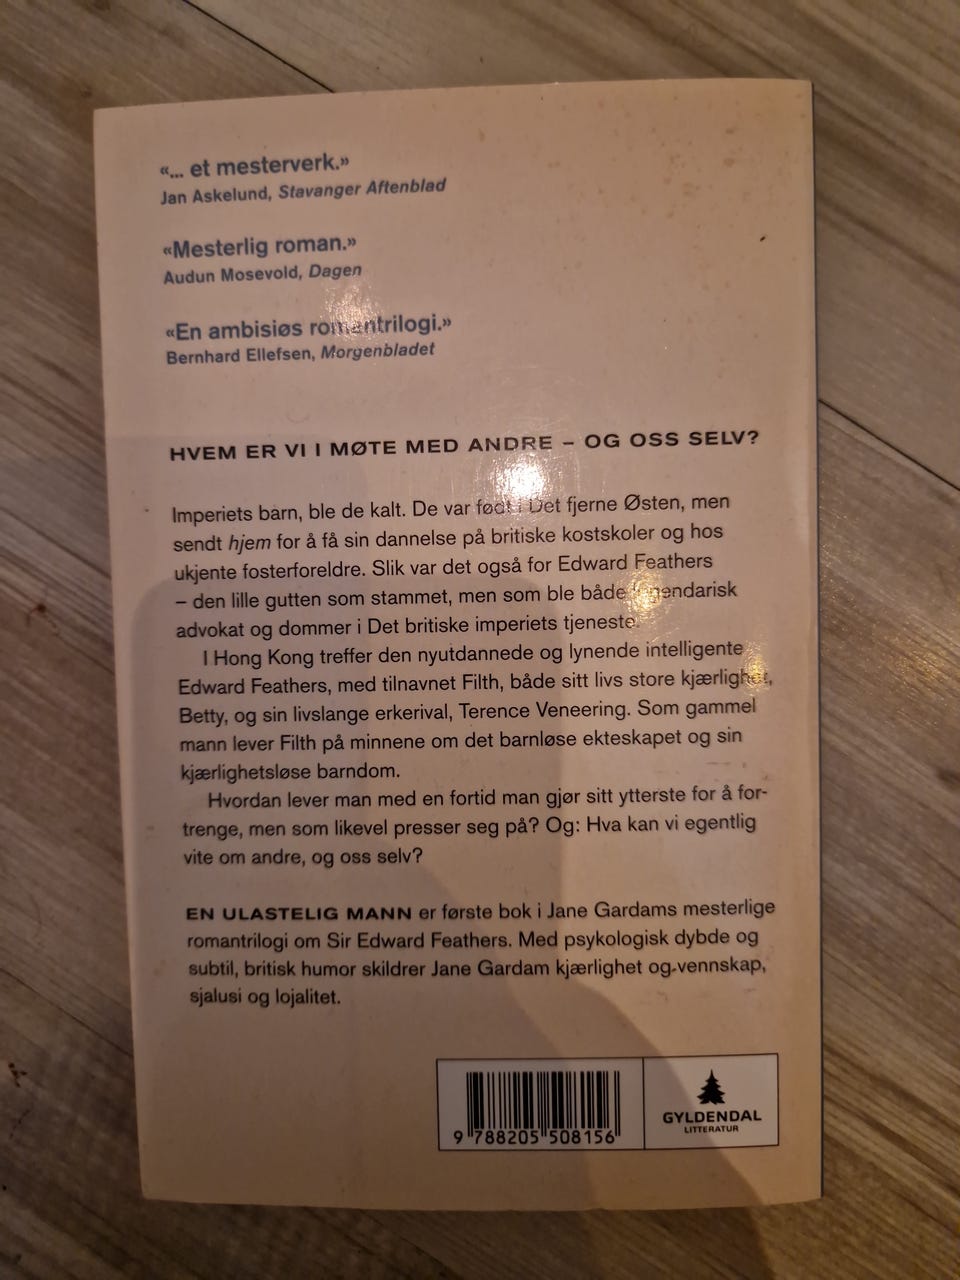 «... et mesterverk.»
Jan Askelund, Stavanger Aftenblad
«Mesterlig roman.»
Audun Mosevold, Dagen
«En ambisiøs romantrilogi.»
Bernhard Ellefsen, Morgenbladet
HVEM ER VI I MØTE MED ANDRE – OG OSS SELV?
Imperiets barn, ble de kalt. De var født i Det fjerne Østen, men
sendt hjem for å få sin dannelse på britiske kostskoler og hos
ukjente fosterforeldre. Slik var det også for Edward Feathers
– den lille gutten som stammet, men som ble både legendarisk
advokat og dommer i Det britiske imperiets tjeneste.
I Hong Kong treffer den nyutdannede og lynende intelligente
Edward Feathers, med tilnavnet Filth, både sitt livs store kjærlighet,
Betty, og sin livslange erkerival, Terence Veneering. Som gammel
mann lever Filth på minnene om det barnløse ekteskapet og sin
kjærlighetsløse barndom.
Hvordan lever man med en fortid man gjør sitt ytterste for å for-
trenge, men som likevel presser seg på? Og: Hva kan vi egentlig
vite om andre, og oss selv?
EN ULASTELIG MANN er første bok i Jane Gardams mesterlige
romantrilogi om Sir Edward Feathers. Med psykologisk dybde og
subtil, britisk humor skildrer Jane Gardam kjærlighet og vennskap,
sjalusi og lojalitet.
9 788205 508156
GYLDENDAL
LITTERATUR